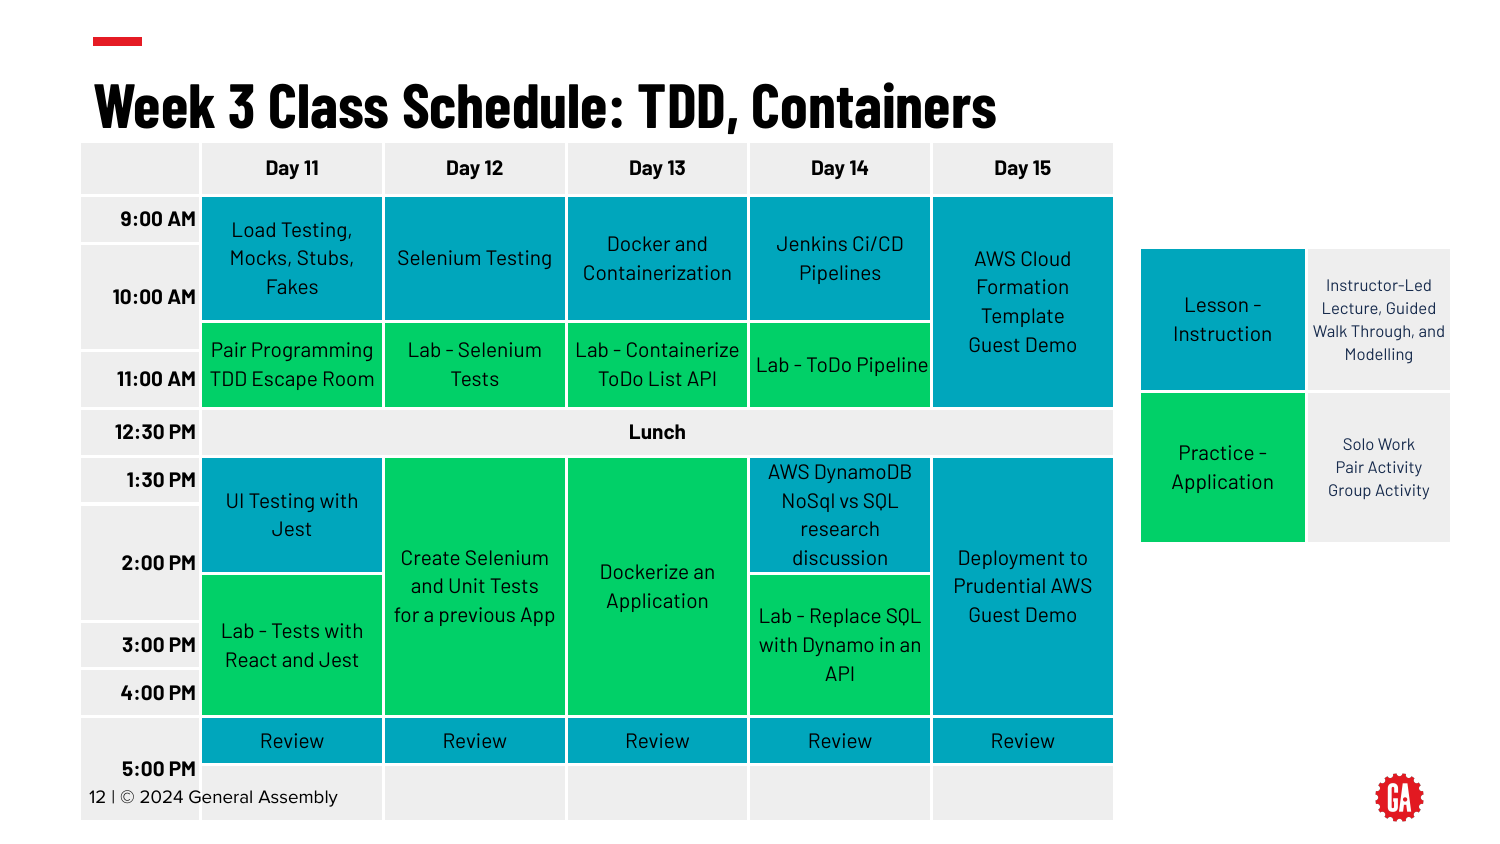 Week 3 Class Schedule: TDD, Containers
Day 11
Day 12
Day 13
Day 14
Day 15
9:00 AM
10:00 AM
11:00 AM
Load Testing,
Mocks, Stubs,
Fakes
Selenium Testing
Docker and
Containerization
Jenkins Ci/CD
Pipelines
AWS Cloud
Formation
Template
Guest Demo
Pair Programming
TDD Escape Room
Lab - Selenium
Tests
Lab - Containerize
ToDo List API
Lab - ToDo Pipeline
12:30 PM
Lunch
1:30 PM
2:00 PM
3:00 PM
4:00 PM
UI Testing with
Jest
Create Selenium
and Unit Tests
for a previous App
Dockerize an
Application
AWS DynamoDB
NoSql vs SQL
research
discussion
Deployment to
Prudential AWS
Guest Demo
Lab - Tests with
React and Jest
Lab - Replace SQL
with Dynamo in an
API
5:00 PM
Review
Review
Review
Review
Review
Lesson -
Instruction
Instructor-Led
Lecture, Guided
Walk Through, and
Modelling
Practice -
Application
Solo Work
Pair Activity
Group Activity
12 | © 2024 General Assembly
GA